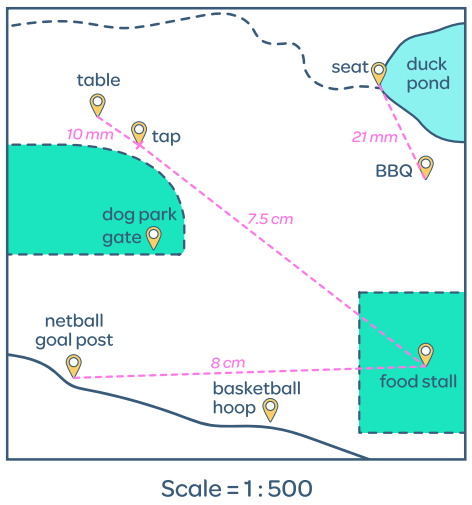 seat
duck
pond
table
10 mm
tap
21 mm
BBQ
dog park
gate
7.5 cm
netball
goal post
8 cm
food stall
basketball
hoop
Scale = 1 : 500